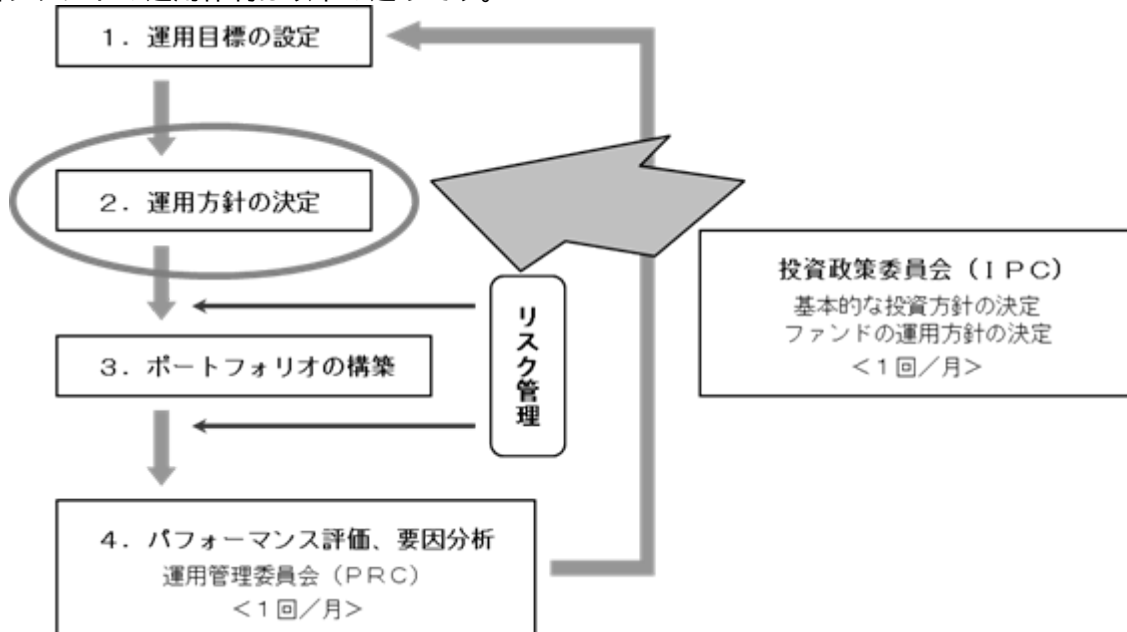 1．運用目標の設定
2．運用方針の決定
投資政策委員会（ＩＰＣ）
基本的な投資方針の決定
ファンドの運用方針の決定
＜１回／月＞
リスク管理
3．ポートフォリオの構築
4．パフォーマンス評価、要因分析
運用管理委員会（ＰＲＣ）
＜１回／月＞